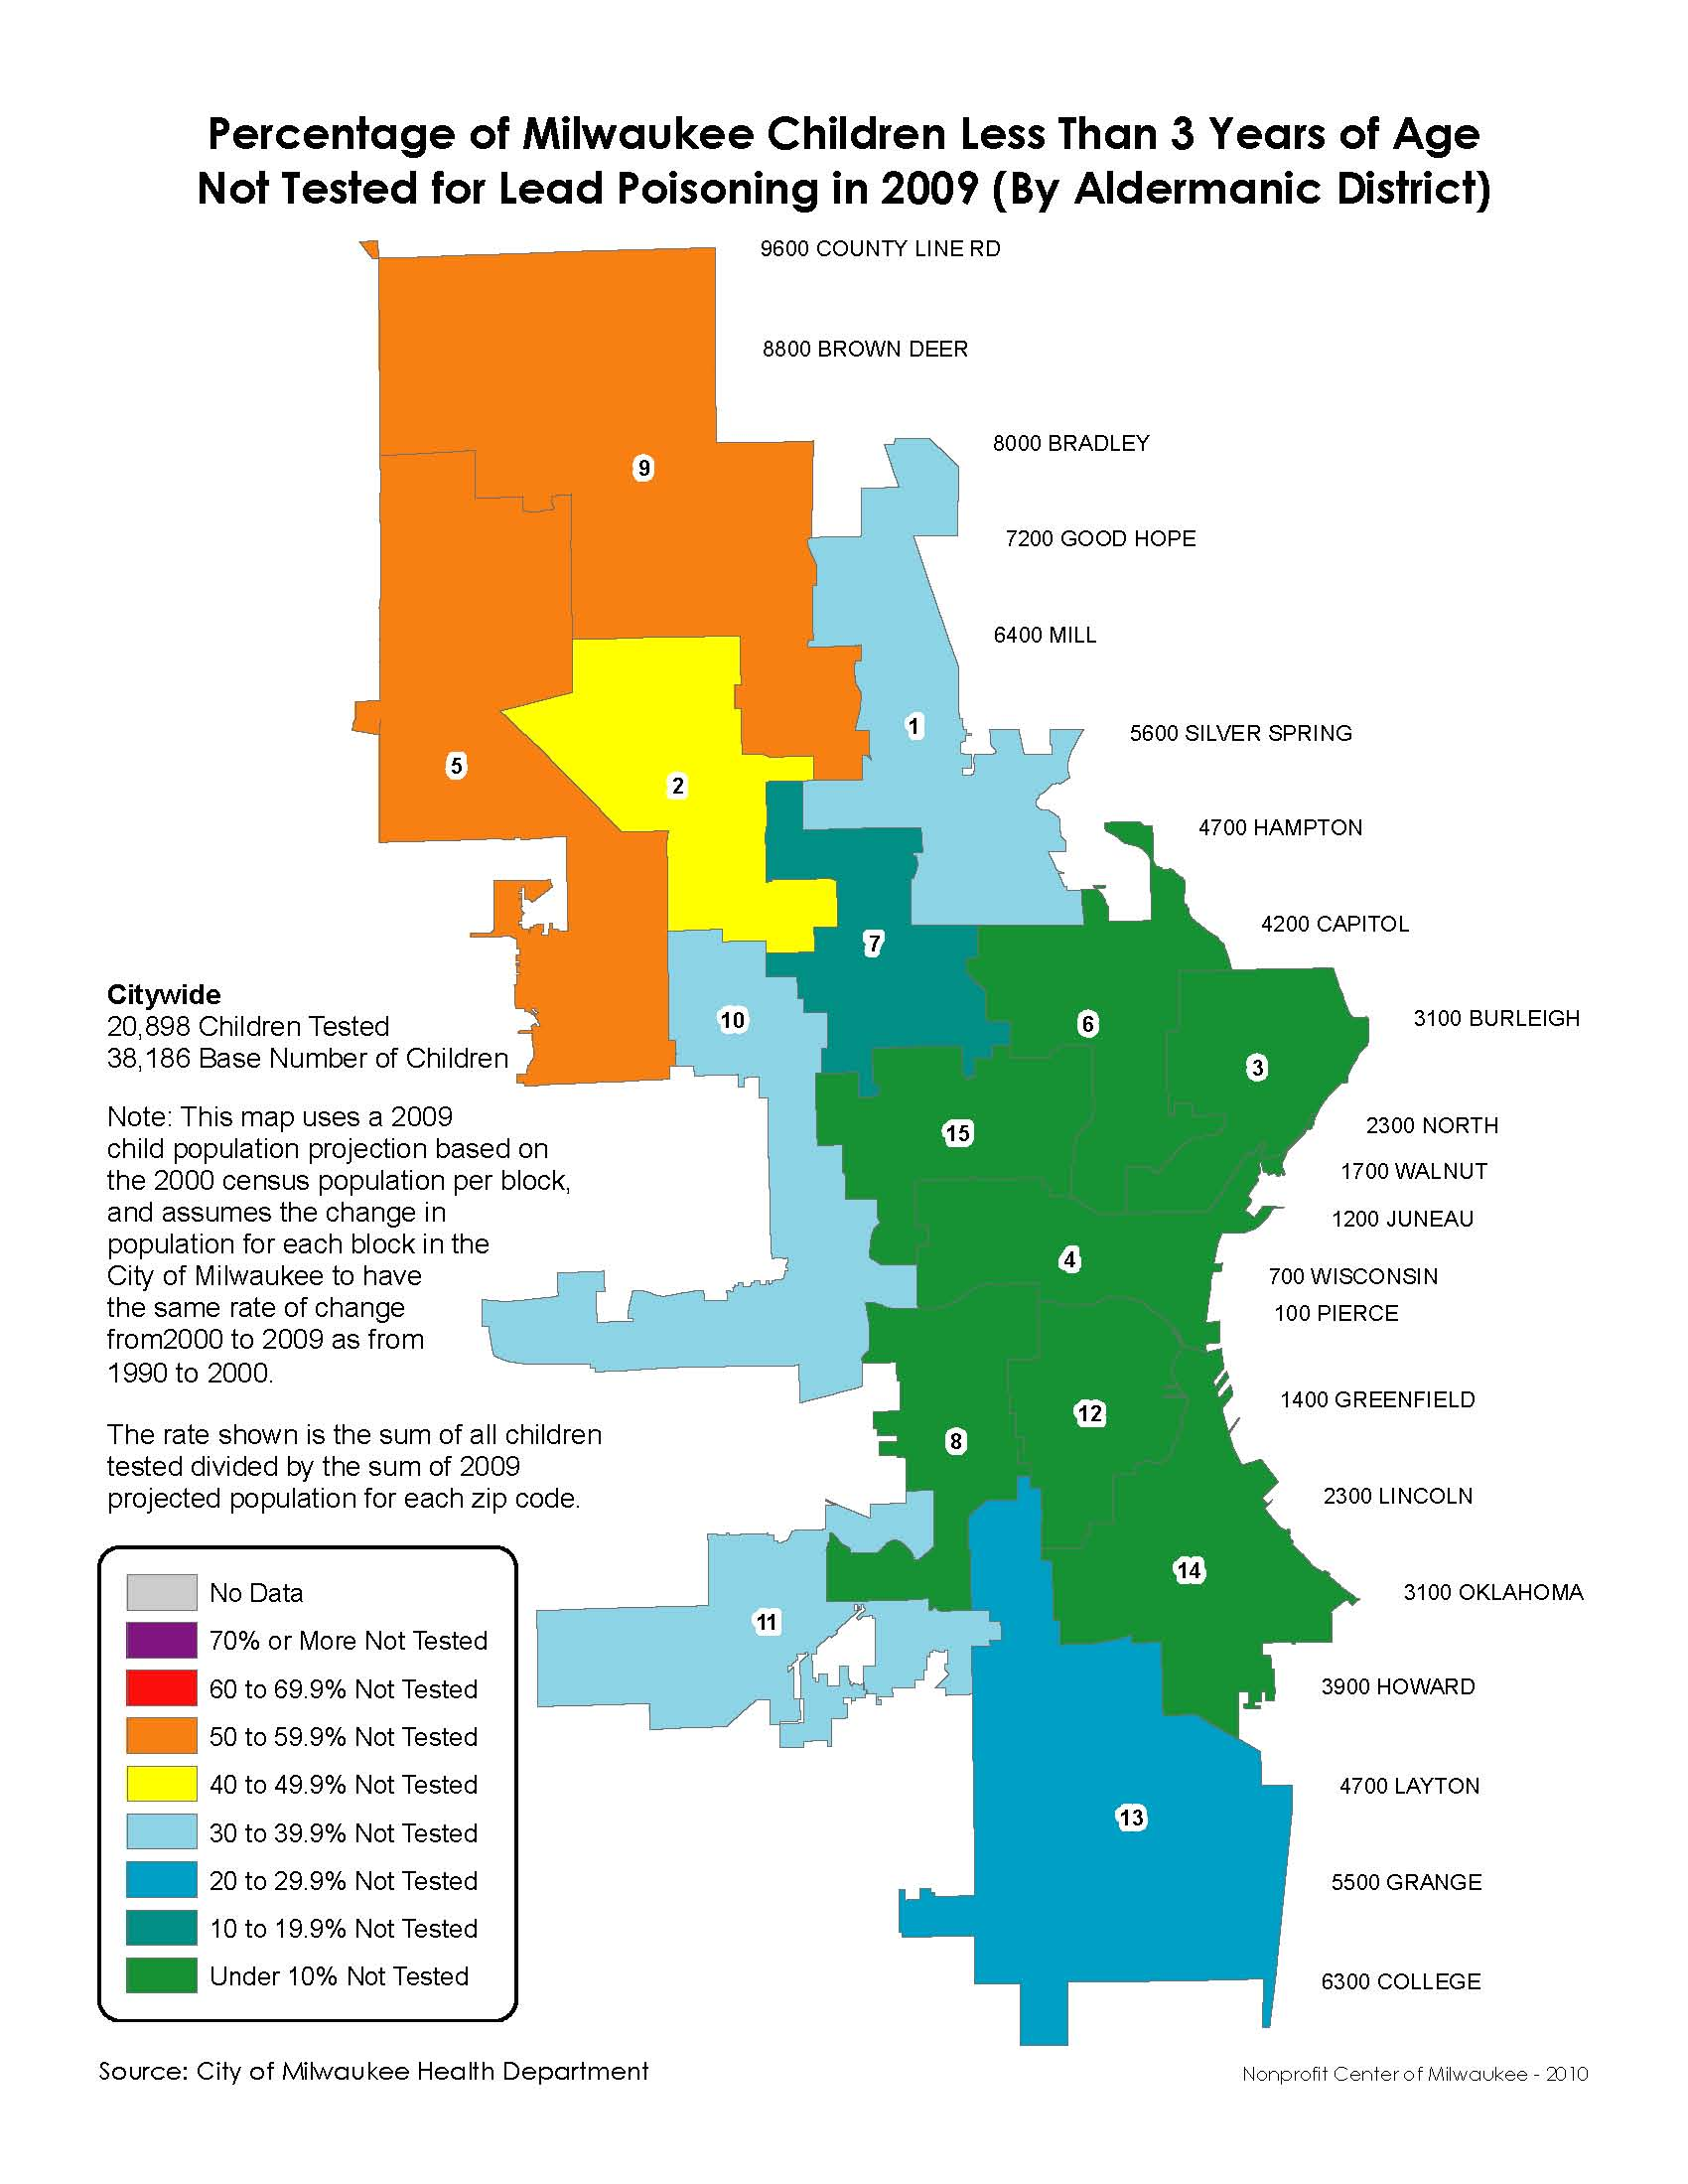 Percentage of Milwaukee Children Less Than 3 Years of Age
Not Tested for Lead Poisoning in 2009 (By Aldermanic District)
9600 COUNTY LINE RD
8800 BROWN DEER
8000 BRADLEY
9
7200 GOOD HOPE
6400 MILL
1
5600 SILVER SPRING
5
2
4700 HAMPTON
4200 CAPITOL
7
10
6
3100 BURLEIGH
3
2300 NORTH
15
1700 WALNUT
1200 JUNEAU
4
700 WISCONSIN
100 PIERCE
1400 GREENFIELD
12
8
2300 LINCOLN
14
3100 OKLAHOMA
11
3900 HOWARD
4700 LAYTON
13
5500 GRANGE
6300 COLLEGE
Citywide
20,898 Children Tested
38,186 Base Number of Children
Note: This map uses a 2009
child population projection based on
the 2000 census population per block,
and assumes the change in
population for each block in the
City of Milwaukee to have
the same rate of change
from2000 to 2009 as from
1990 to 2000.
The rate shown is the sum of all children
tested divided by the sum of 2009
projected population for each zip code.
No Data
70% or More Not Tested
60 to 69.9% Not Tested
50 to 59.9% Not Tested
40 to 49.9% Not Tested
30 to 39.9% Not Tested
20 to 29.9% Not Tested
10 to 19.9% Not Tested
Under 10% Not Tested
Source: City of Milwaukee Health Department
Nonprofit Center of Milwaukee - 2010